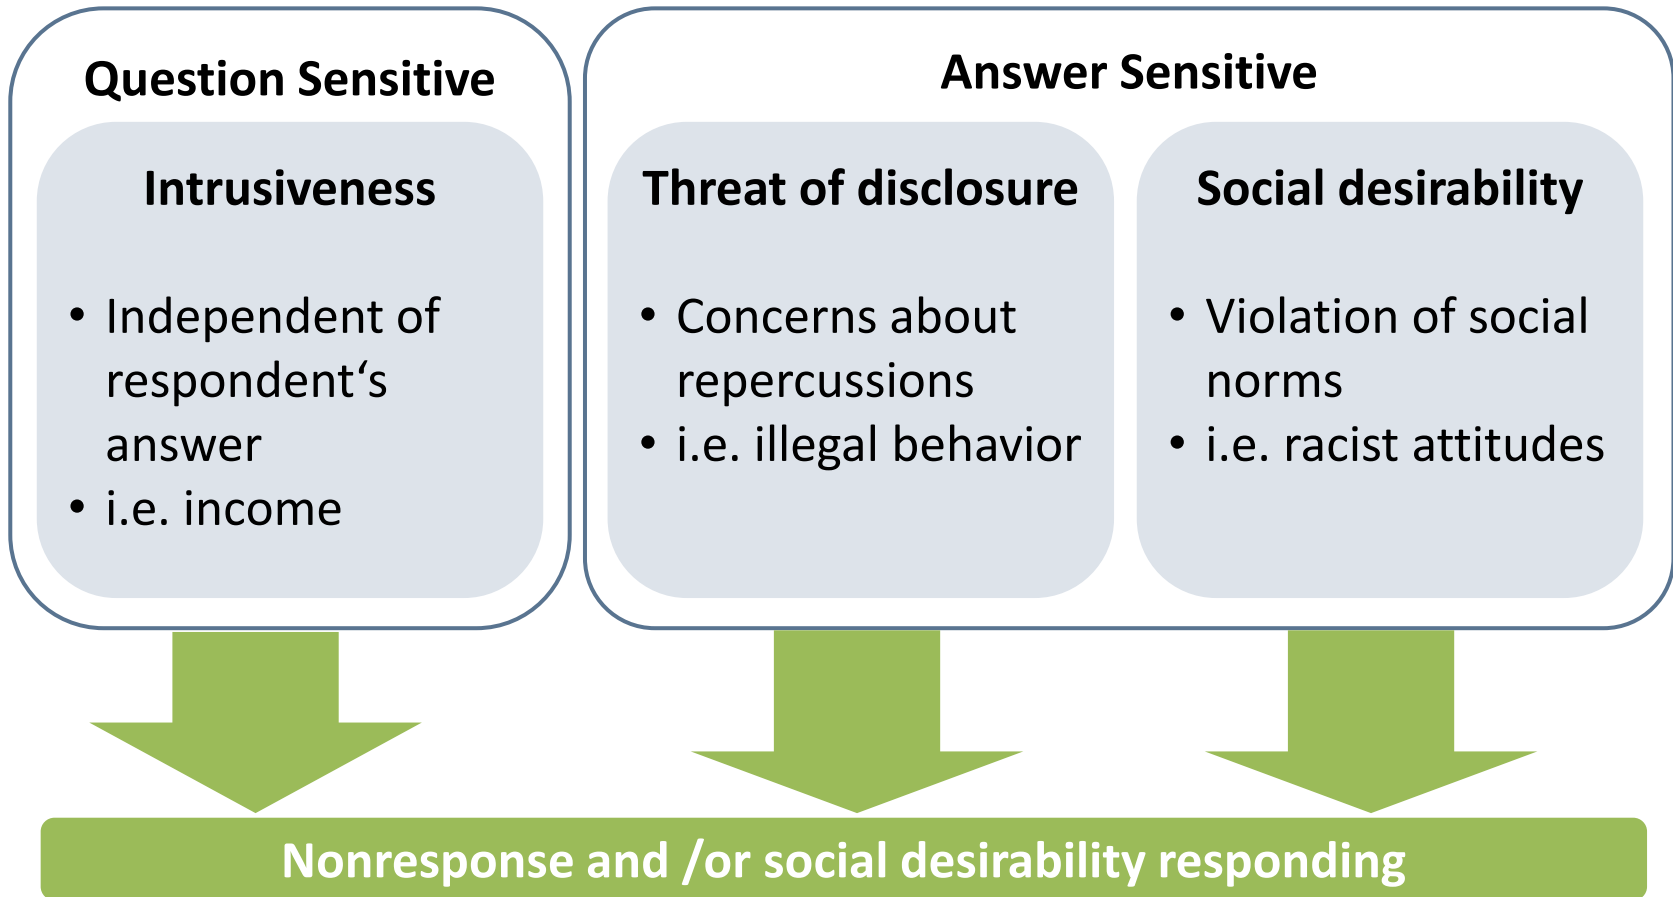 Question Sensitive
Intrusiveness
• Independent of
respondent‘s
answer
• i.e. income
Answer Sensitive
Threat of disclosure
• Concerns about
repercussions
• i.e. illegal behavior
Social desirability
• Violation of social
norms
• i.e. racist attitudes
Nonresponse and /or social desirability responding